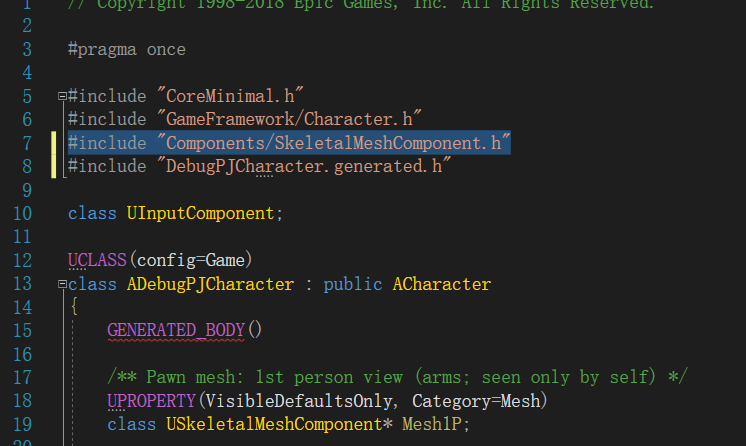 1 // Copyright 1998-2018 Epic Games, Inc. All Rights Reserved.
2
3 #pragma once
4
5 #include "CoreMinimal.h"
6 #include "GameFramework/Character.h"
7 #include "Components/SkeletalMeshComponent.h"
8 #include "DebugPJCharacter.generated.h"
9
10 class UInputComponent;
11
12 UCLASS(config=Game)
13 class ADebugPJCharacter : public ACharacter
14 {
15 GENERATED_BODY()
16
17 /** Pawn mesh: 1st person view (arms; seen only by self) */
18 UPROPERTY(VisibleDefaultsOnly, Category=Mesh)
19 class USkeletalMeshComponent* Mesh1P;